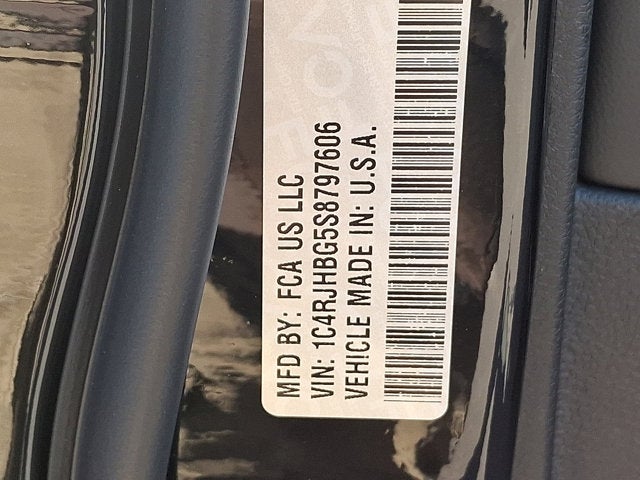 MFD BY: FCA US LLC
VIN: 1C4RJHBG5S8797606
VEHICLE MADE IN: U.S.A.